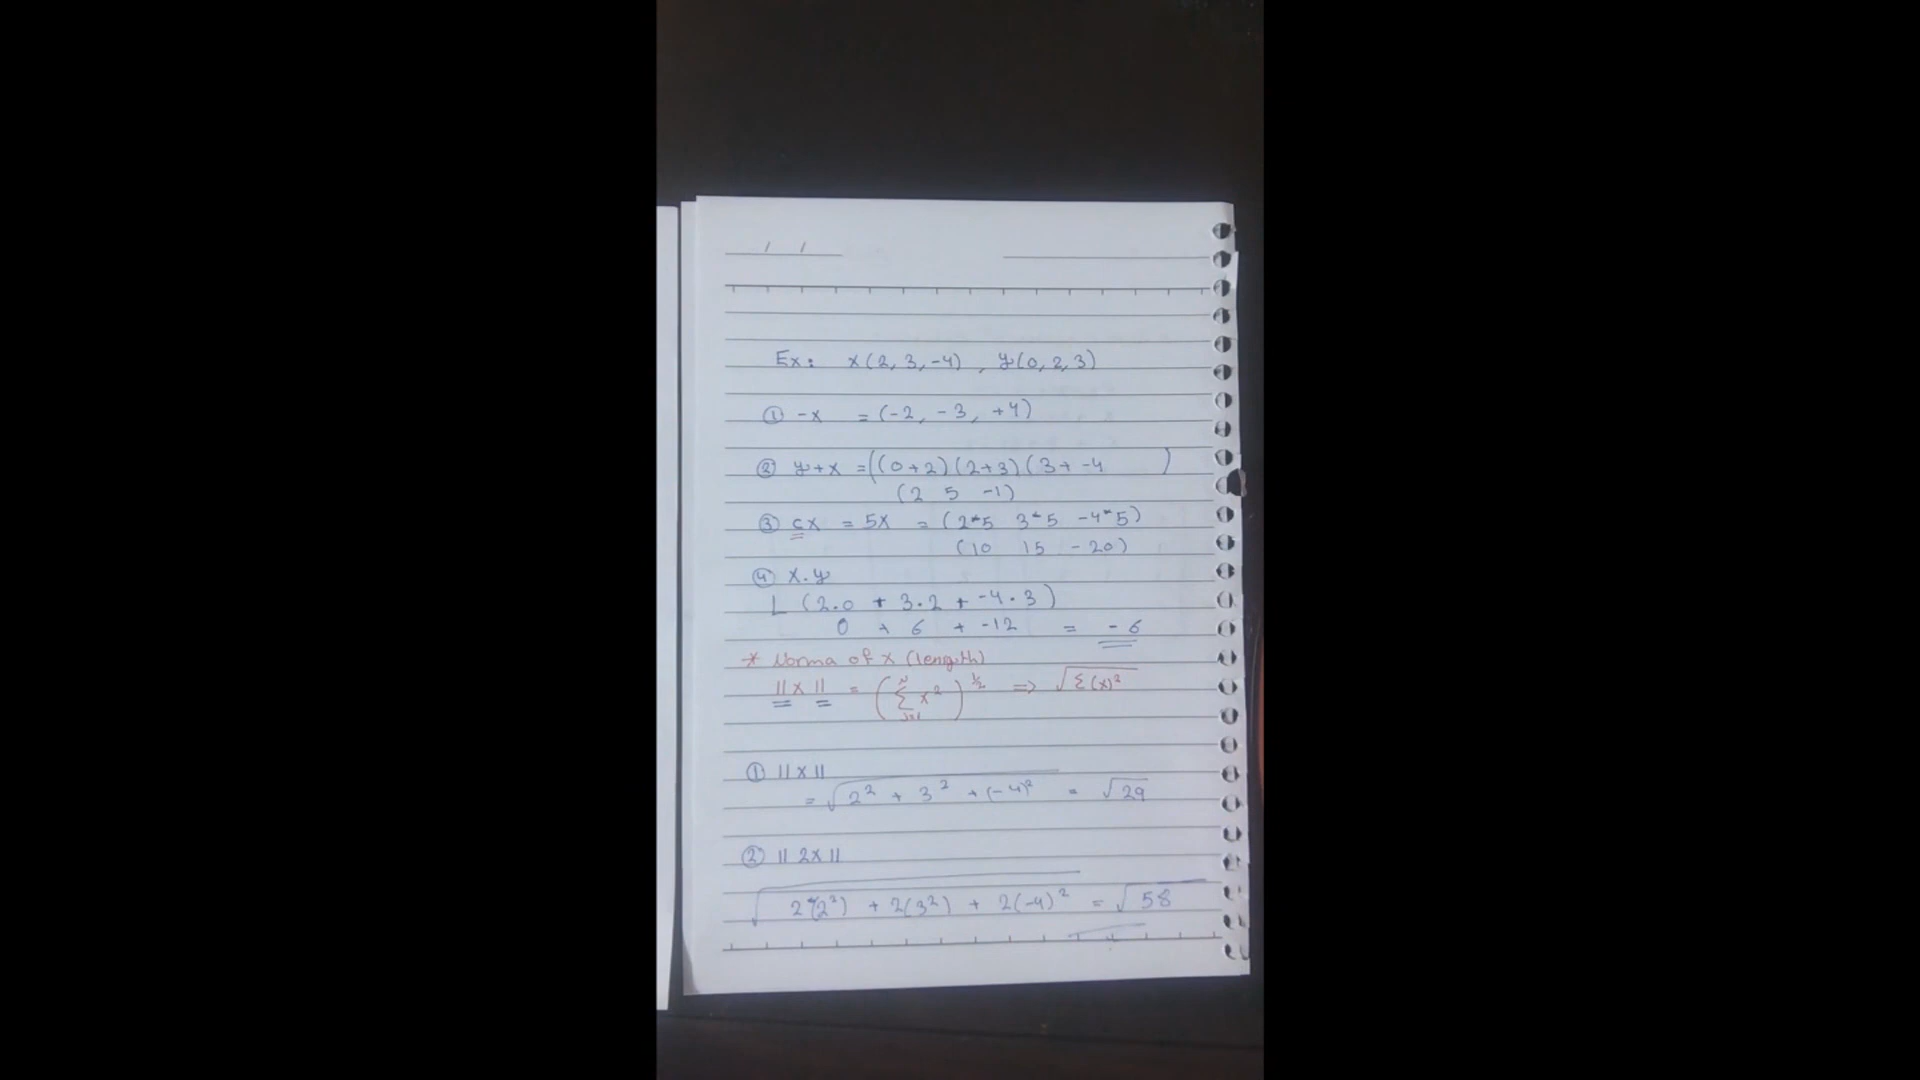 / /
Ex: x(2, 3, -4) , y(0, 2, 3)
① -x = (-2, -3, +4)
② y+x = ((0+2)(2+3)(3+ -4 )
(2 5 -1)
③ cx = 5x = (2*5 3*5 -4*5)
(10 15 -20)
④ x.y
L (2.0 + 3.2 + -4.3)
0 + 6 + -12 = -6
* Norma of x (length)
||x|| = (∑ᴺⱼ₌₁ x²)^½ => √Σ(x)²
① ||x||
= √2² + 3² + (-4)² = √29
② ||2x||
√2*(2²) + 2(3²) + 2(-4)² = √58